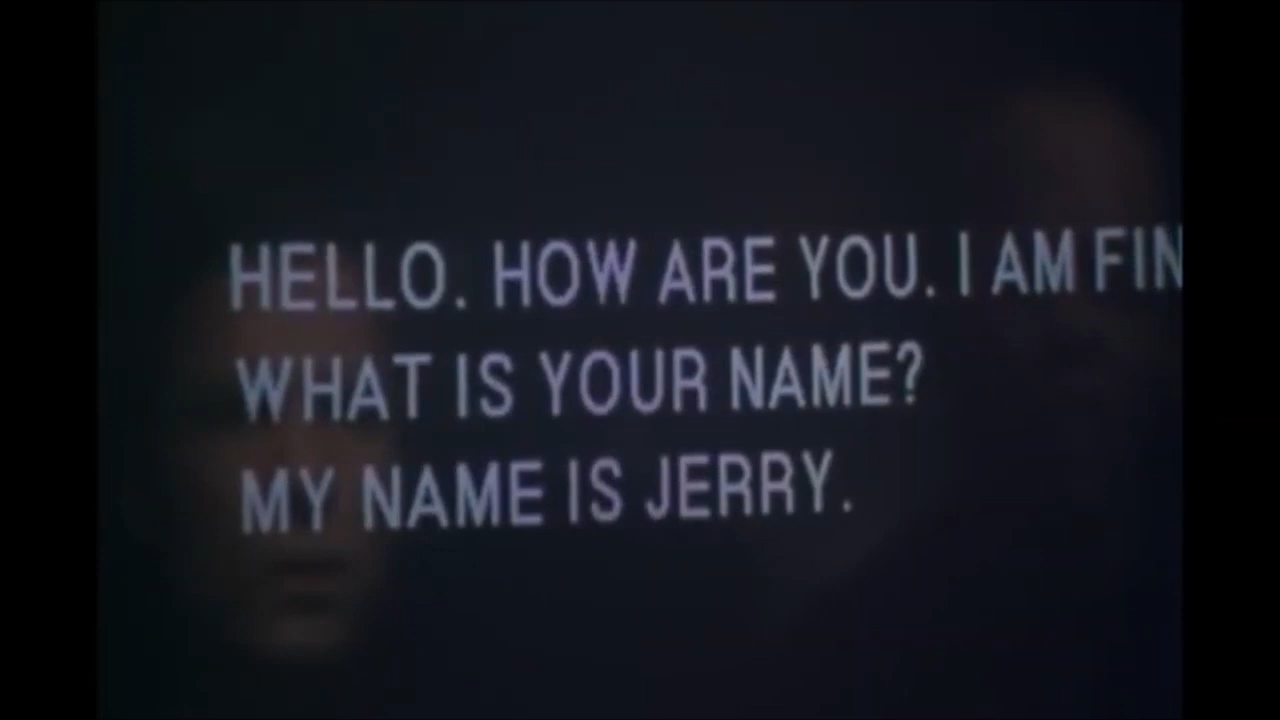 HELLO. HOW ARE YOU. I AM FIN
WHAT IS YOUR NAME?
MY NAME IS JERRY.